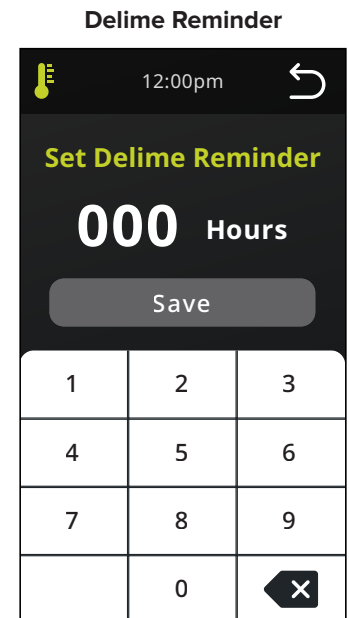 Delime Reminder
12:00pm
Set Delime Reminder
000 Hours
Save
1 2 3
4 5 6
7 8 9
0